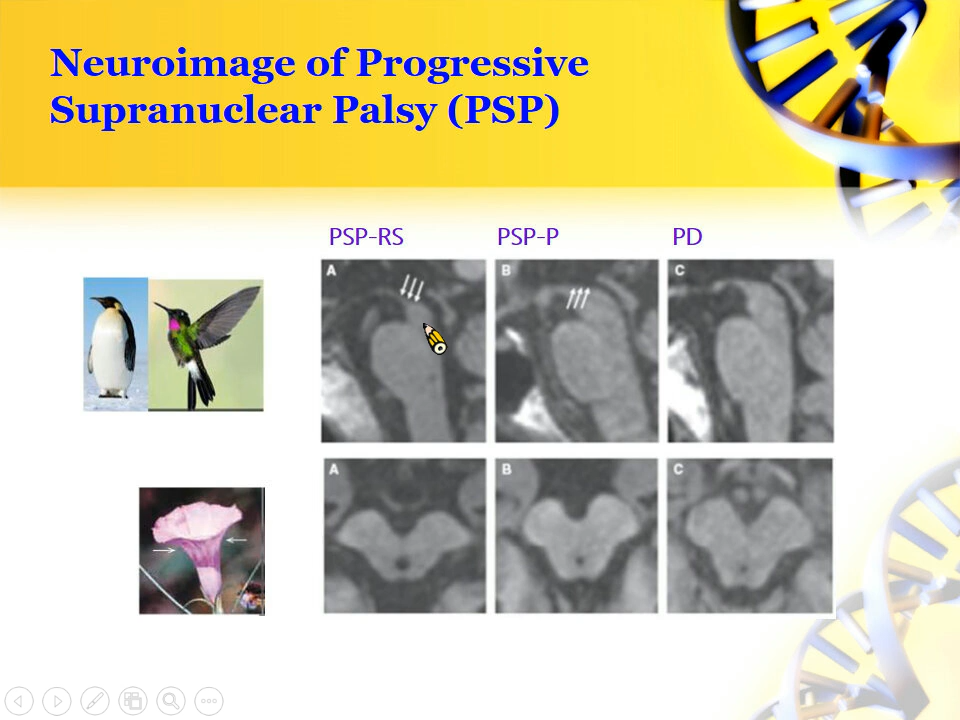 Neuroimage of Progressive
Supranuclear Palsy (PSP)
PSP-RS PSP-P PD
A B C
A B C